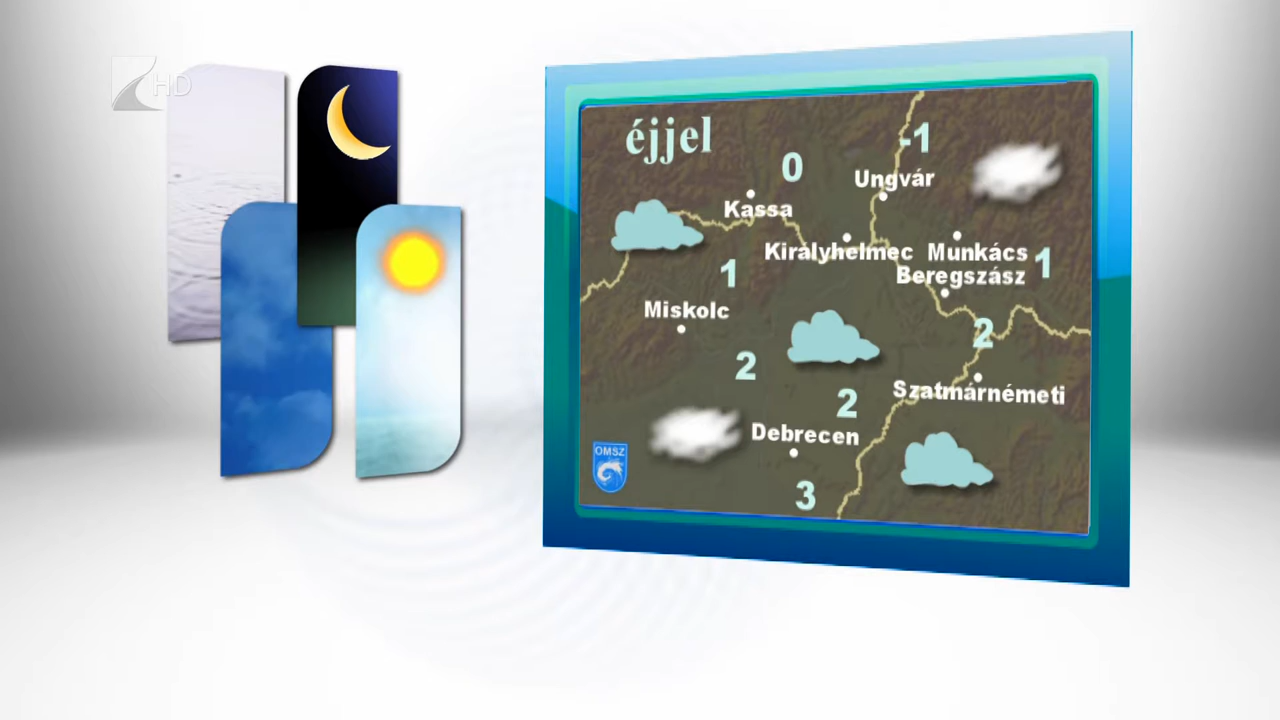 HD
éjjel
-1
0
Ungvár
Kassa
Királyhelmec
Munkács
1
Beregszász
1
Miskolc
2
2
Szatmárnémeti
2
Debrecen
OMSZ
3